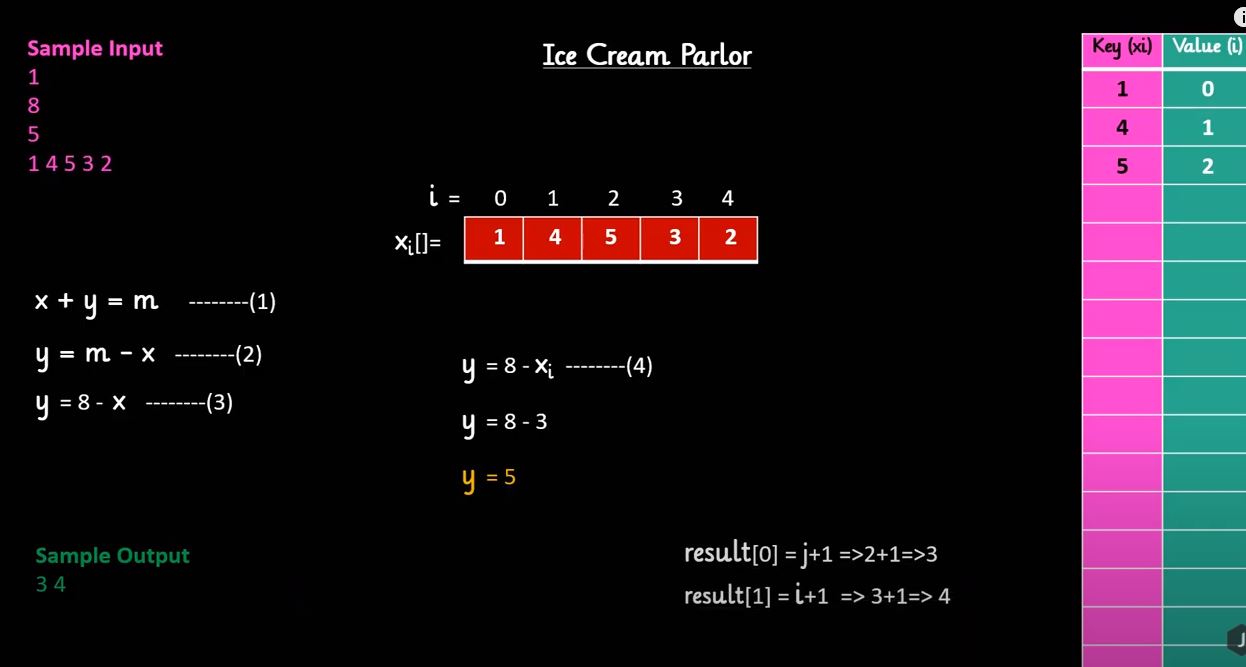 Ice Cream Parlor
Sample Input
1
8
5
1 4 5 3 2
i = 0 1 2 3 4
xi[]= 1 4 5 3 2
x + y = m --------(1)
y = m - x --------(2)
y = 8 - x --------(3)
y = 8 - xi --------(4)
y = 8 - 3
y = 5
Sample Output
3 4
result[0] = j+1 =>2+1=>3
result[1] = i+1 => 3+1=> 4
Key (xi) Value (i)
1 0
4 1
5 2
i
J